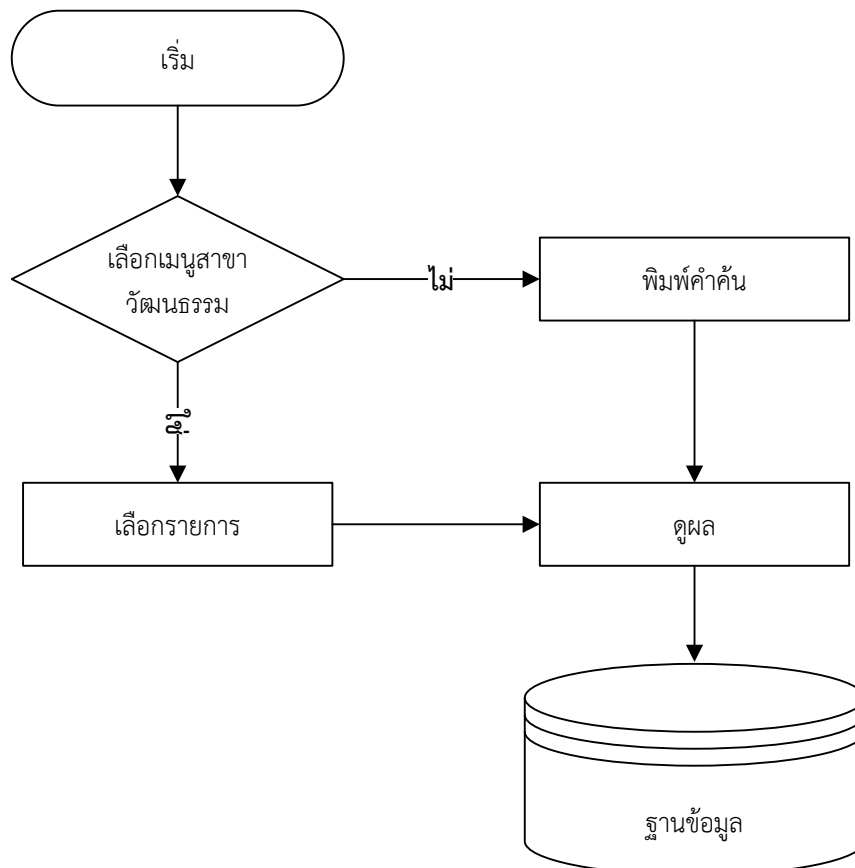 เริ่ม
เลือกเมนูสาขา
วัฒนธรรม
ไม่
พิมพ์คำค้น
ใช่
เลือกรายการ
ดูผล
ฐานข้อมูล